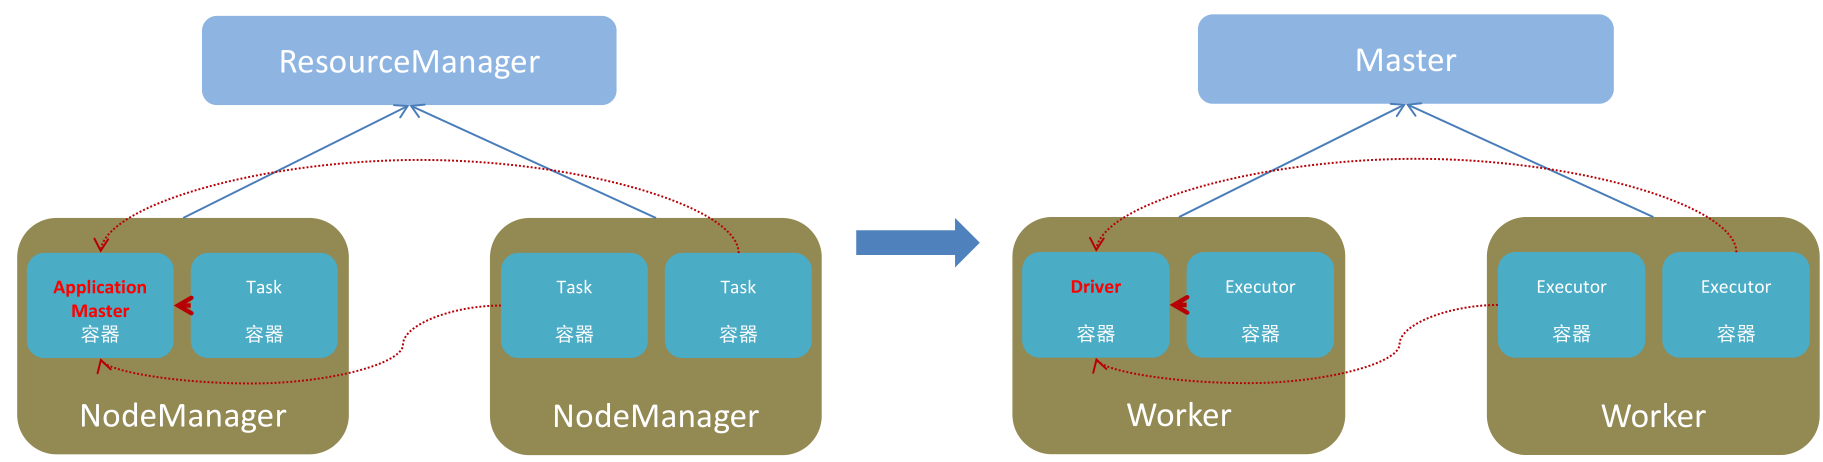 ResourceManager
Application
Master
容器
Task
容器
NodeManager
Task
容器
Task
容器
NodeManager
Master
Driver
容器
Executor
容器
Worker
Executor
容器
Executor
容器
Worker